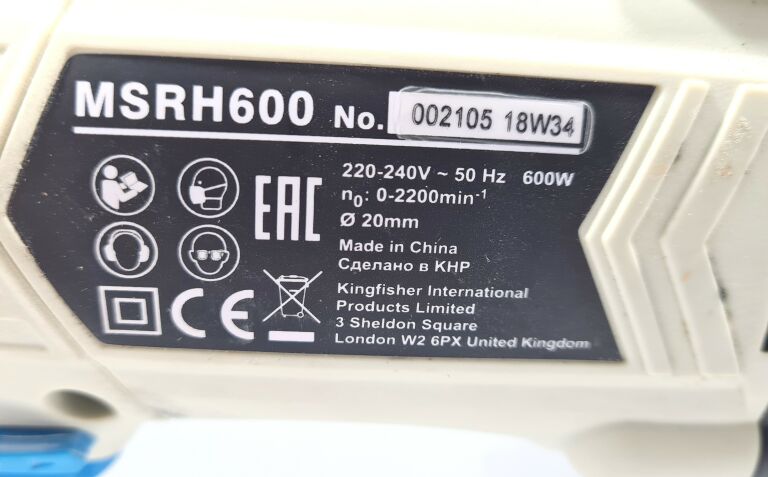 MSRH600 No. 002105 18W34
220-240V ~ 50 Hz 600W
n0: 0-2200min-1
Ø 20mm
EAC
Made in China
Сделано в КНР
CE
Kingfisher International
Products Limited
3 Sheldon Square
London W2 6PX United Kingdom